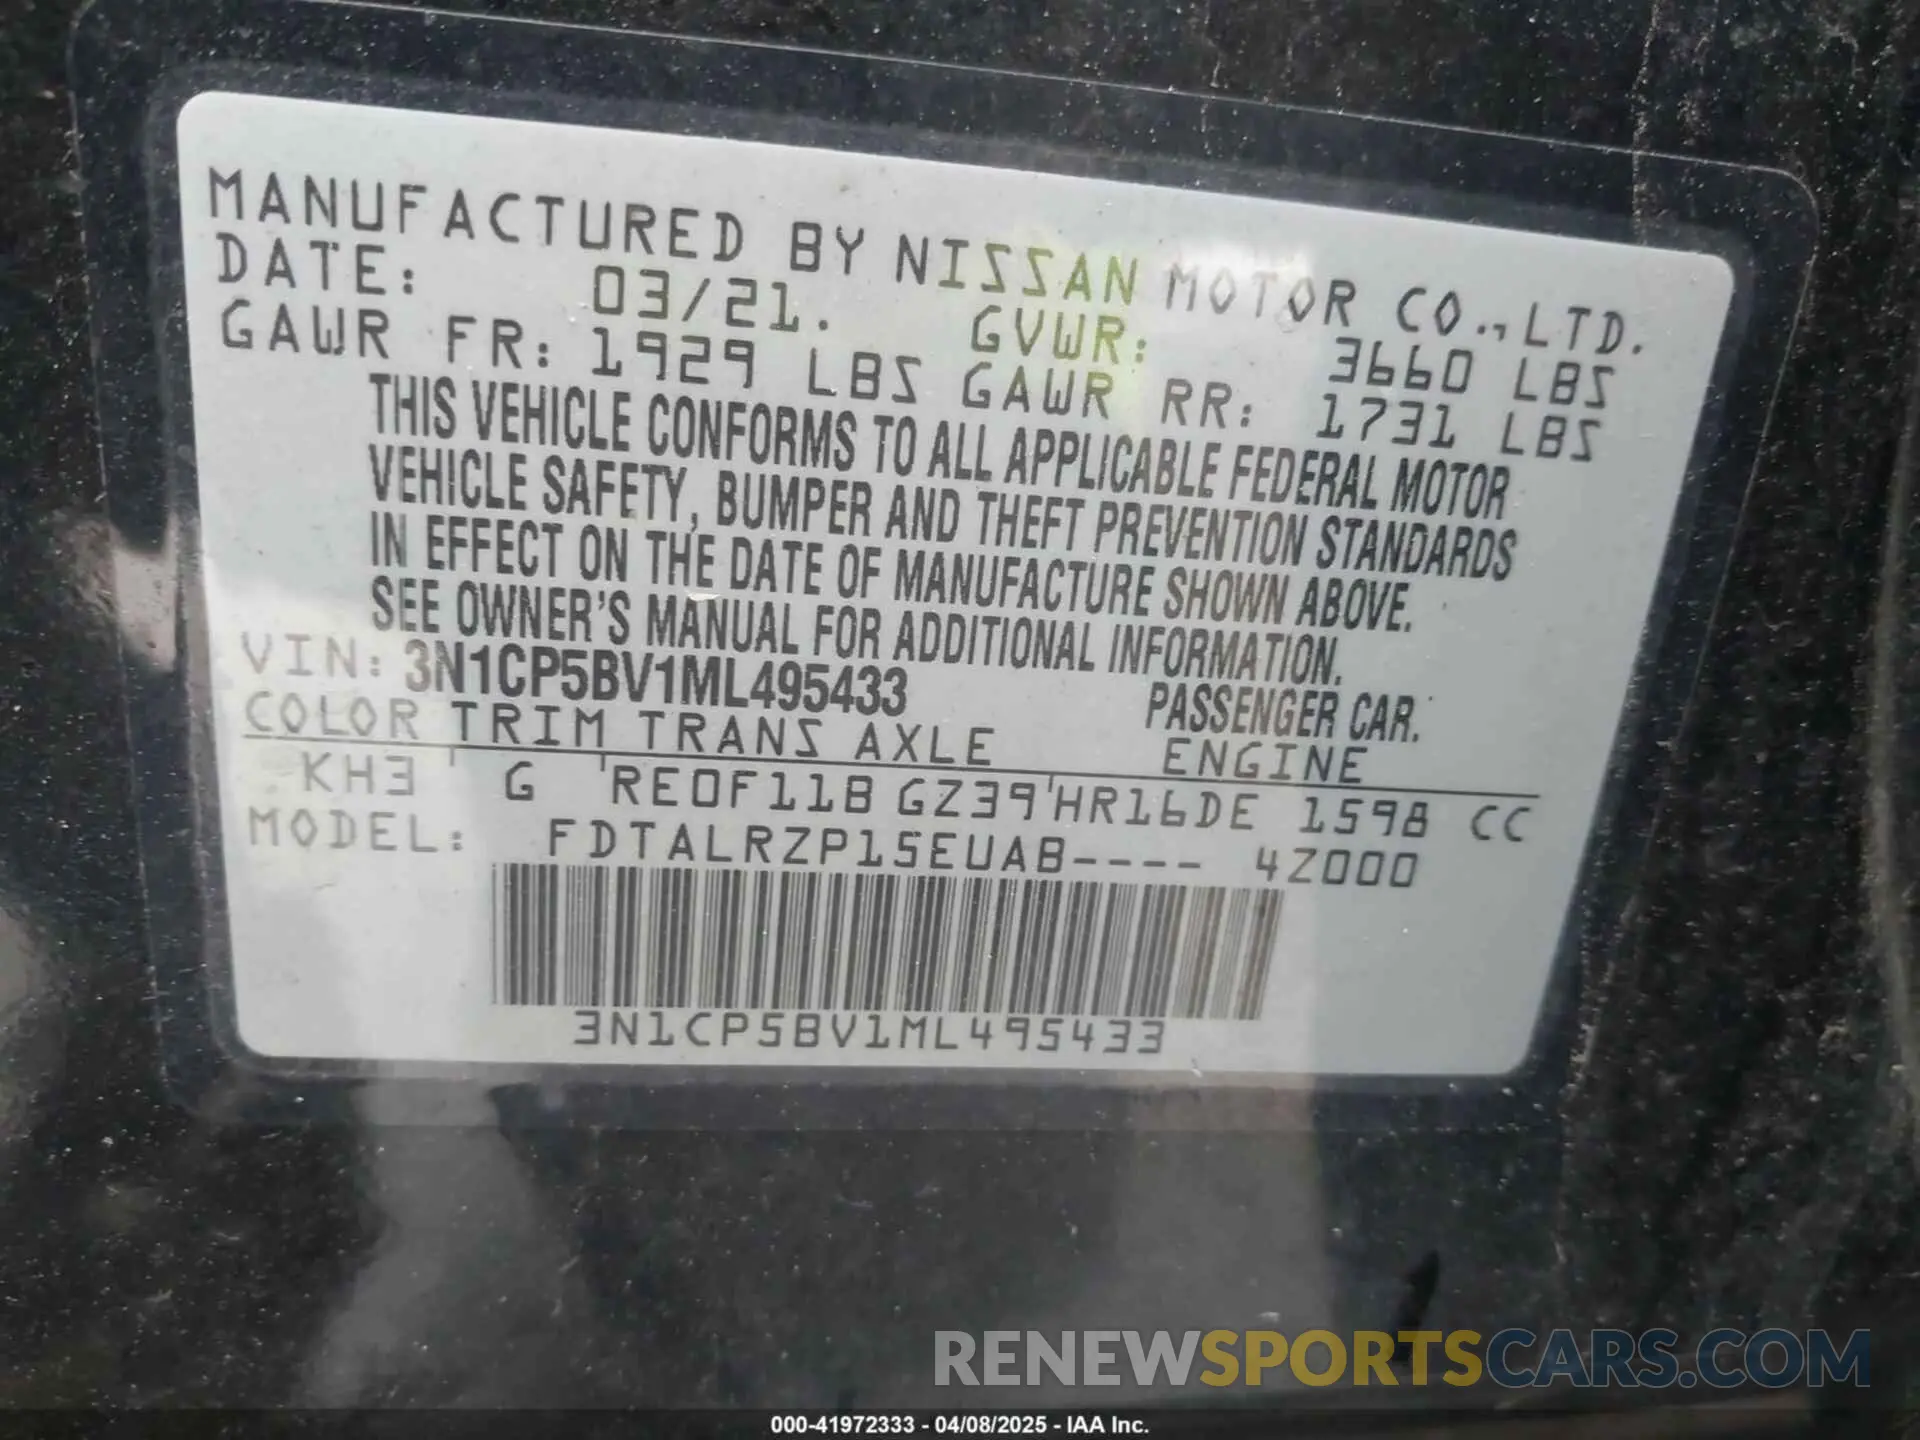 MANUFACTURED BY NISSAN MOTOR CO., LTD.
DATE: 03/21. GVWR: 3660 LBS
GAWR FR: 1929 LBS GAWR RR: 1731 LBS
THIS VEHICLE CONFORMS TO ALL APPLICABLE FEDERAL MOTOR
VEHICLE SAFETY, BUMPER AND THEFT PREVENTION STANDARDS
IN EFFECT ON THE DATE OF MANUFACTURE SHOWN ABOVE.
SEE OWNER'S MANUAL FOR ADDITIONAL INFORMATION.
VIN: 3N1CP5BV1ML495433 PASSENGER CAR.
COLOR TRIM TRANS AXLE ENGINE
KH3 G RE0F11B GZ39 HR16DE 1598 CC
MODEL: FDTALRZP15EUAB---- 4Z000
3N1CP5BV1ML495433
RENEWSPORTSCARS.COM
000-41972333 - 04/08/2025 - IAA Inc.